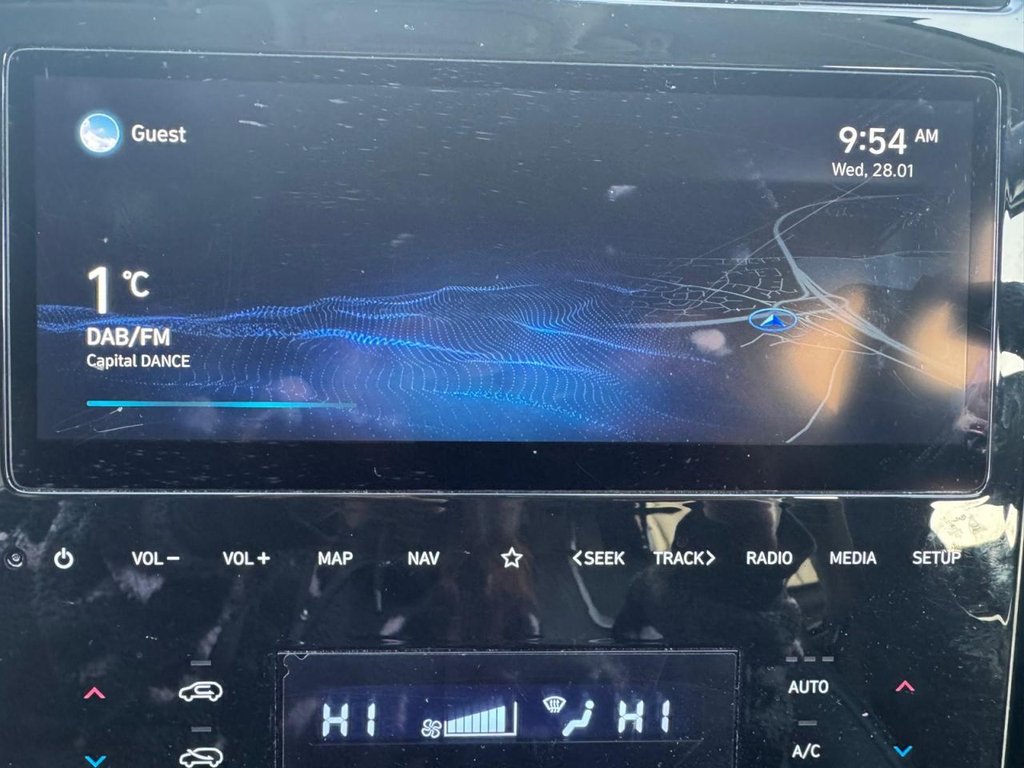 Guest
9:54 AM
Wed, 28.01
1 °C
DAB/FM
Capital DANCE
VOL− VOL+ MAP NAV <SEEK TRACK> RADIO MEDIA SETUP
AUTO
HI HI
A/C